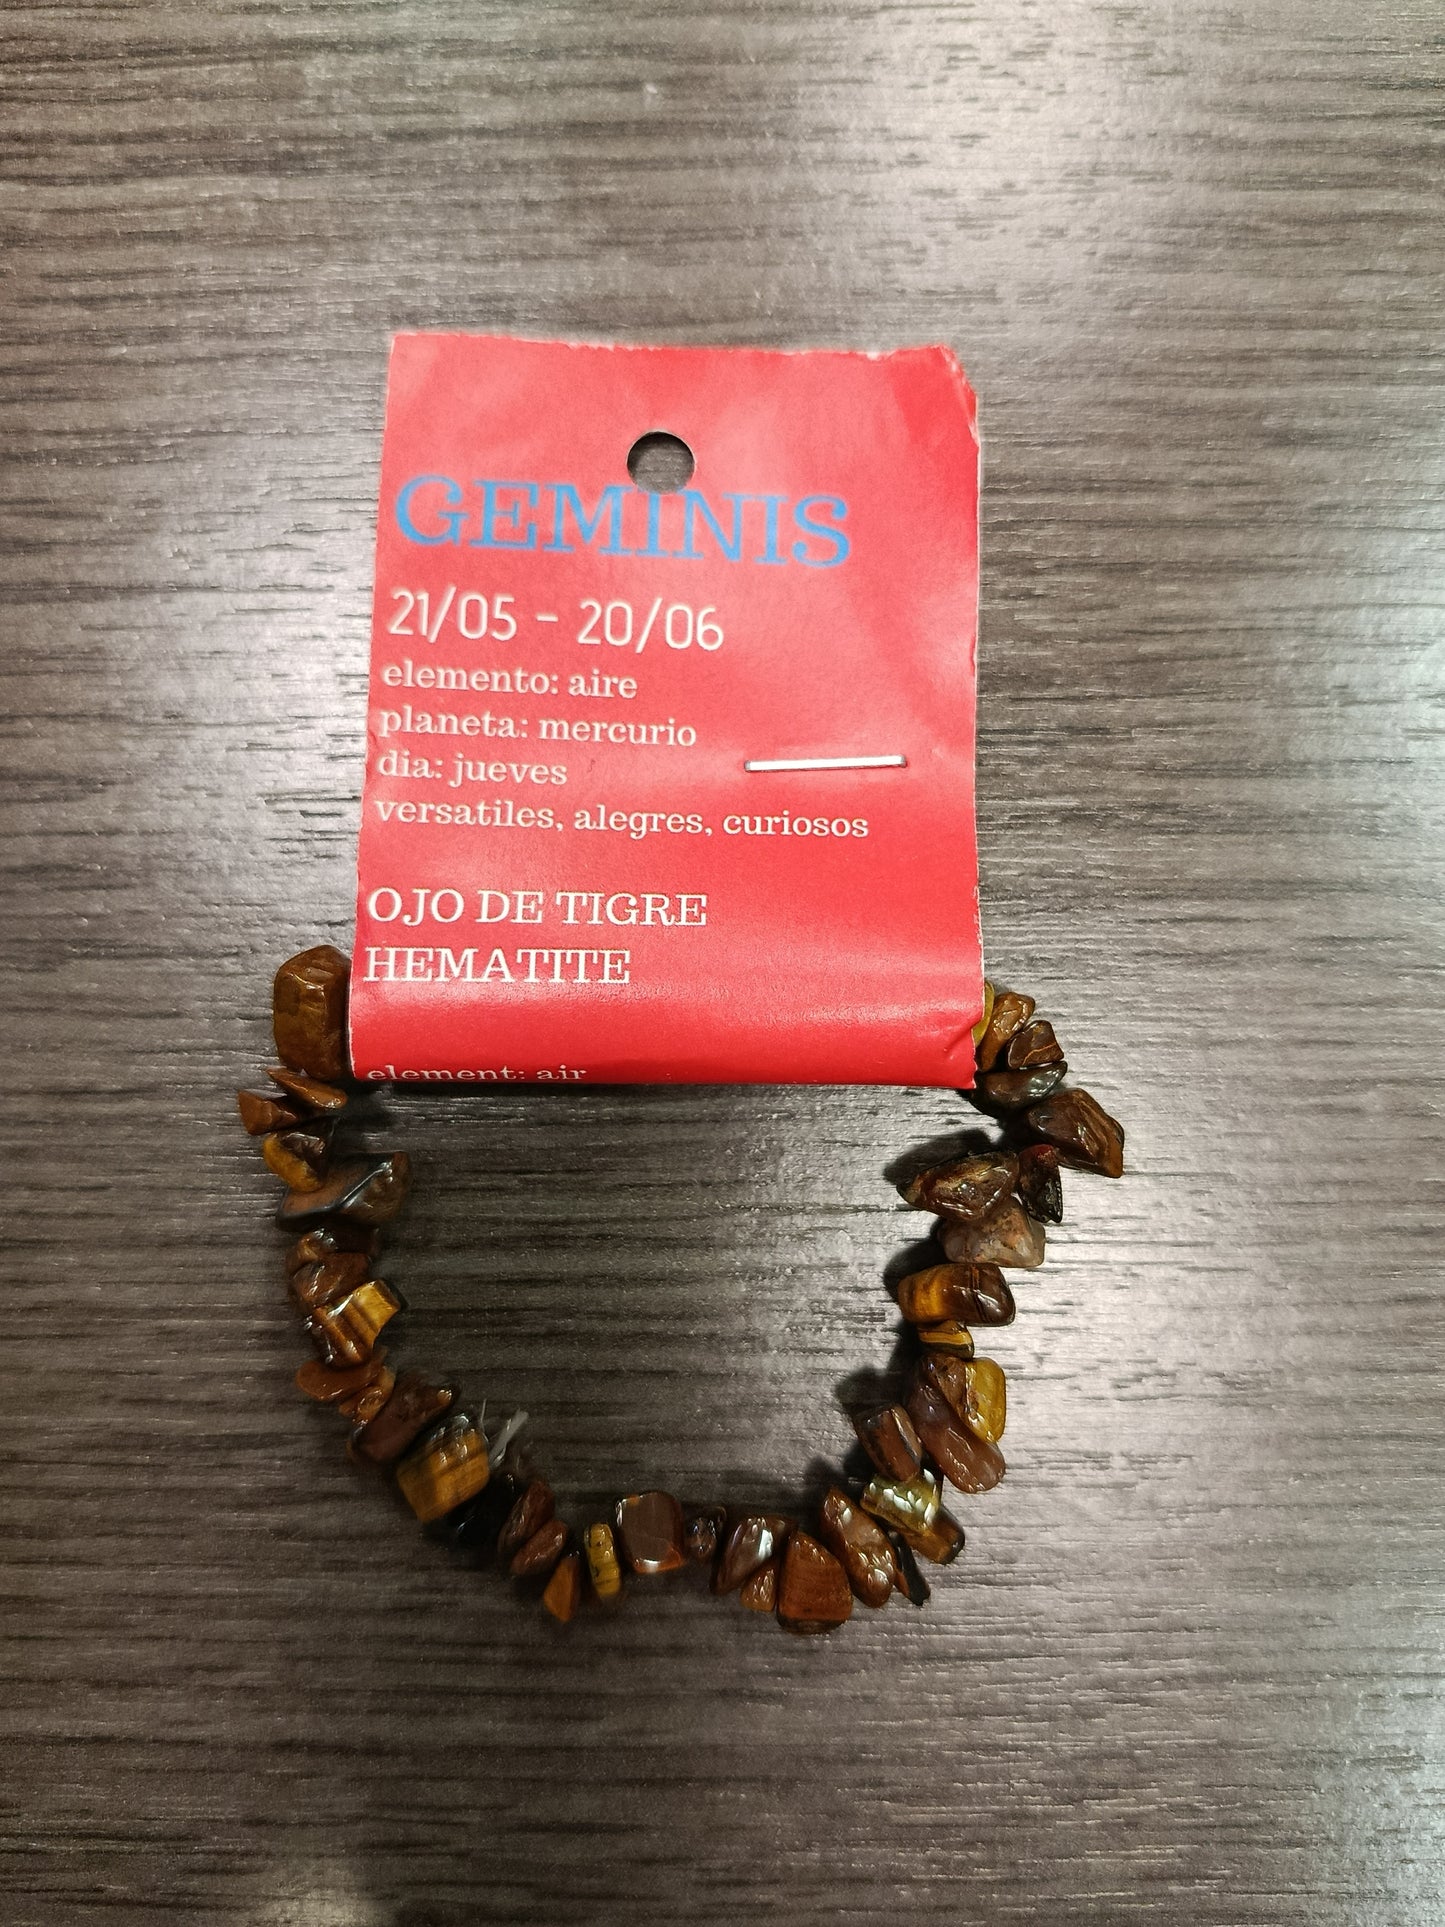 GEMINIS
21/05 - 20/06
elemento: aire
planeta: mercurio
dia: jueves
versatiles, alegres, curiosos
OJO DE TIGRE
HEMATITE
element: air